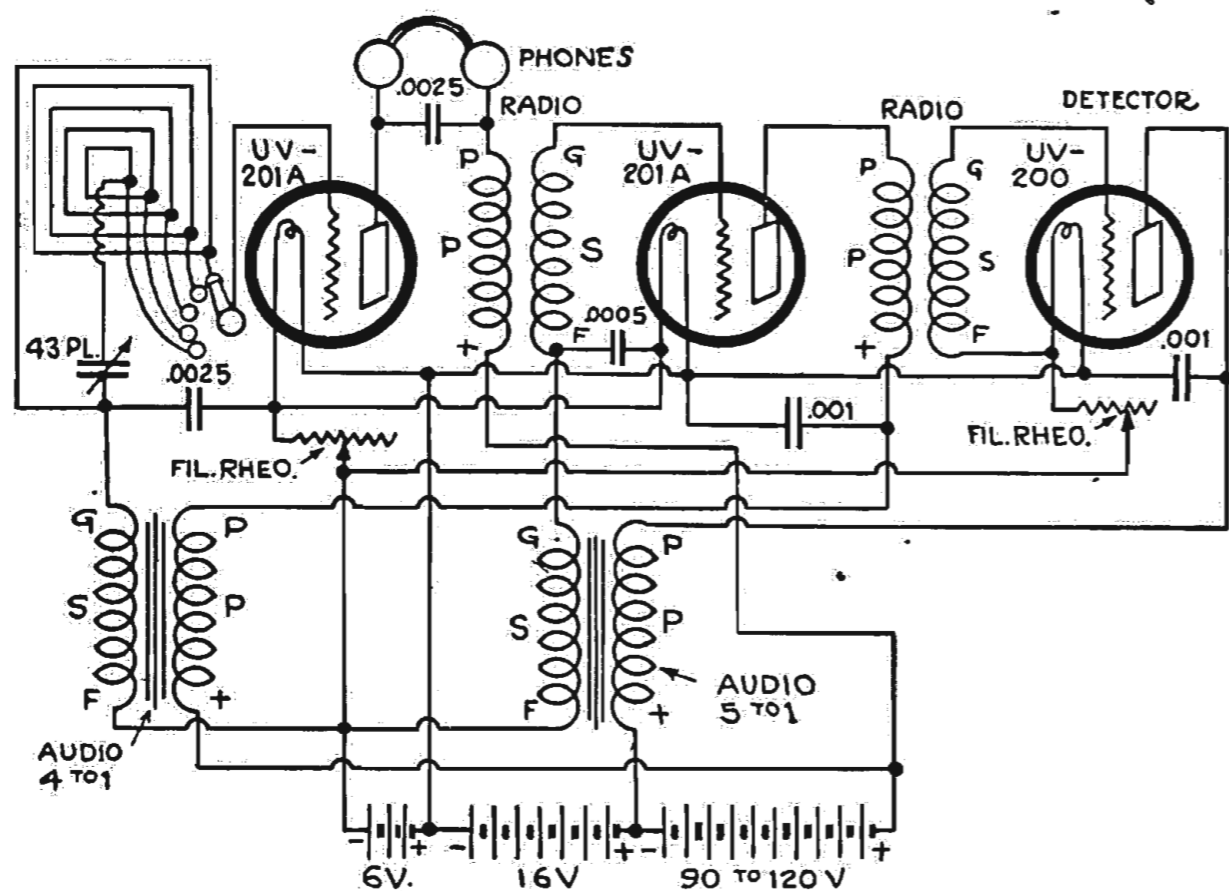 PHONES
.0025
RADIO
RADIO
DETECTOR
UV-
201A
P
G
UV-
201A
P
G
UV-
200
P
S
P
S
+
F
.0005
+
F
43 PL.
.0025
.001
.001
FIL. RHEO.
FIL. RHEO.
G
P
G
P
S
P
S
P
F
+
F
+
AUDIO
4 TO 1
AUDIO
5 TO 1
- + - + - +
6V.
16V
90 TO 120 V